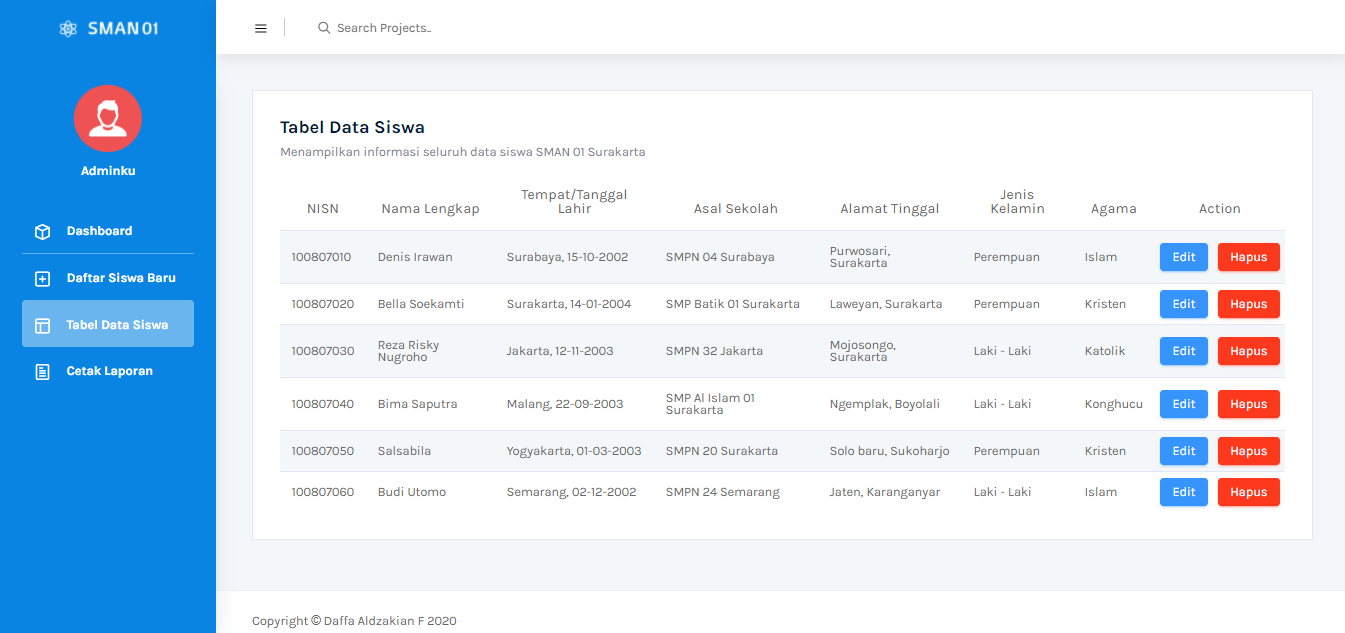 SMAN 01
Search Projects..
Adminku
Dashboard
Daftar Siswa Baru
Tabel Data Siswa
Cetak Laporan
Tabel Data Siswa
Menampilkan informasi seluruh data siswa SMAN 01 Surakarta
NISN Nama Lengkap Tempat/Tanggal Lahir Asal Sekolah Alamat Tinggal Jenis Kelamin Agama Action
100807010 Denis Irawan Surabaya, 15-10-2002 SMPN 04 Surabaya Purwosari, Surakarta Perempuan Islam Edit Hapus
100807020 Bella Soekamti Surakarta, 14-01-2004 SMP Batik 01 Surakarta Laweyan, Surakarta Perempuan Kristen Edit Hapus
100807030 Reza Risky Nugroho Jakarta, 12-11-2003 SMPN 32 Jakarta Mojosongo, Surakarta Laki - Laki Katolik Edit Hapus
100807040 Bima Saputra Malang, 22-09-2003 SMP Al Islam 01 Surakarta Ngemplak, Boyolali Laki - Laki Konghucu Edit Hapus
100807050 Salsabila Yogyakarta, 01-03-2003 SMPN 20 Surakarta Solo baru, Sukoharjo Perempuan Kristen Edit Hapus
100807060 Budi Utomo Semarang, 02-12-2002 SMPN 24 Semarang Jaten, Karanganyar Laki - Laki Islam Edit Hapus
Copyright © Daffa Aldzakian F 2020